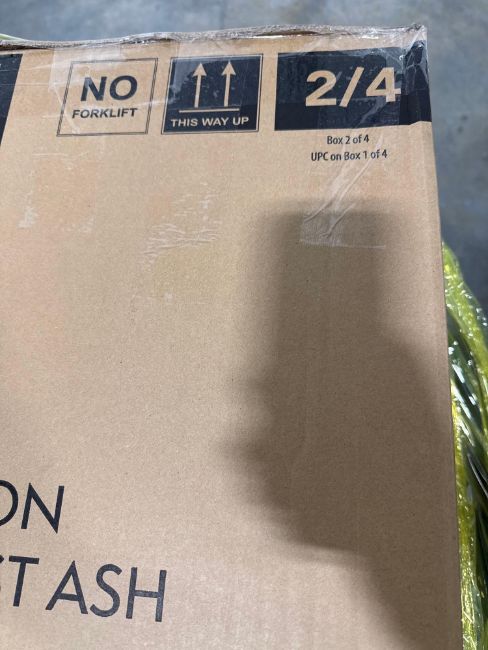 NO
FORKLIFT
THIS WAY UP
2/4
Box 2 of 4
UPC on Box 1 of 4
ON
ST ASH